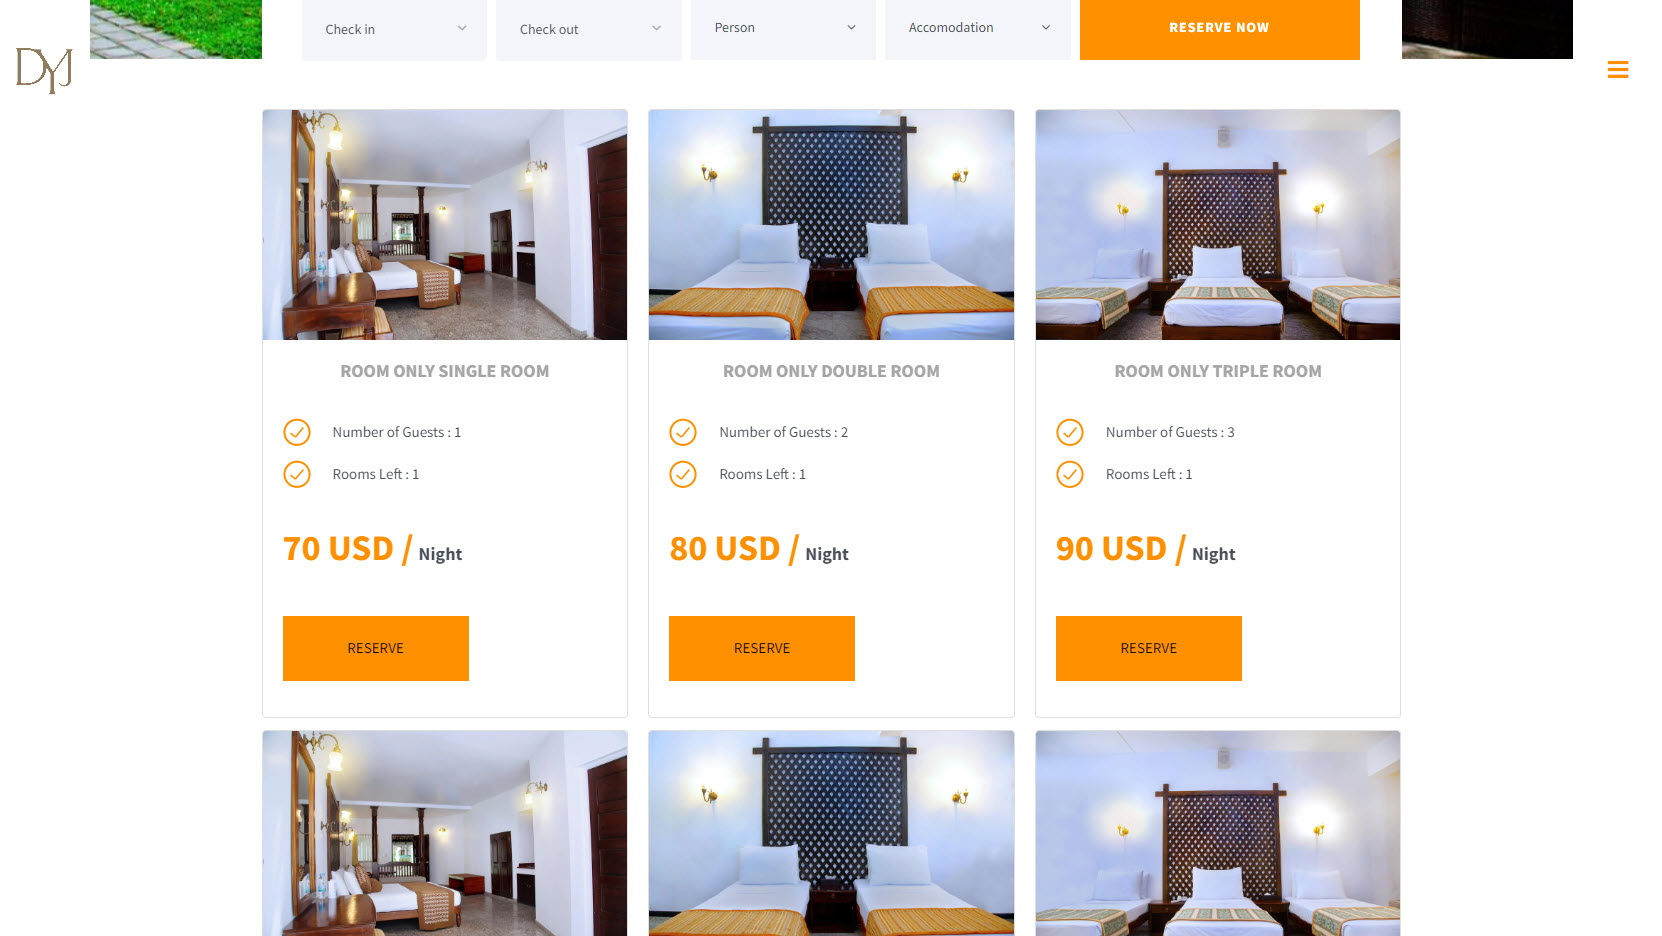 Check in
Check out
Person
Accomodation
RESERVE NOW
DYJ
ROOM ONLY SINGLE ROOM
Number of Guests : 1
Rooms Left : 1
70 USD / Night
RESERVE
ROOM ONLY DOUBLE ROOM
Number of Guests : 2
Rooms Left : 1
80 USD / Night
RESERVE
ROOM ONLY TRIPLE ROOM
Number of Guests : 3
Rooms Left : 1
90 USD / Night
RESERVE